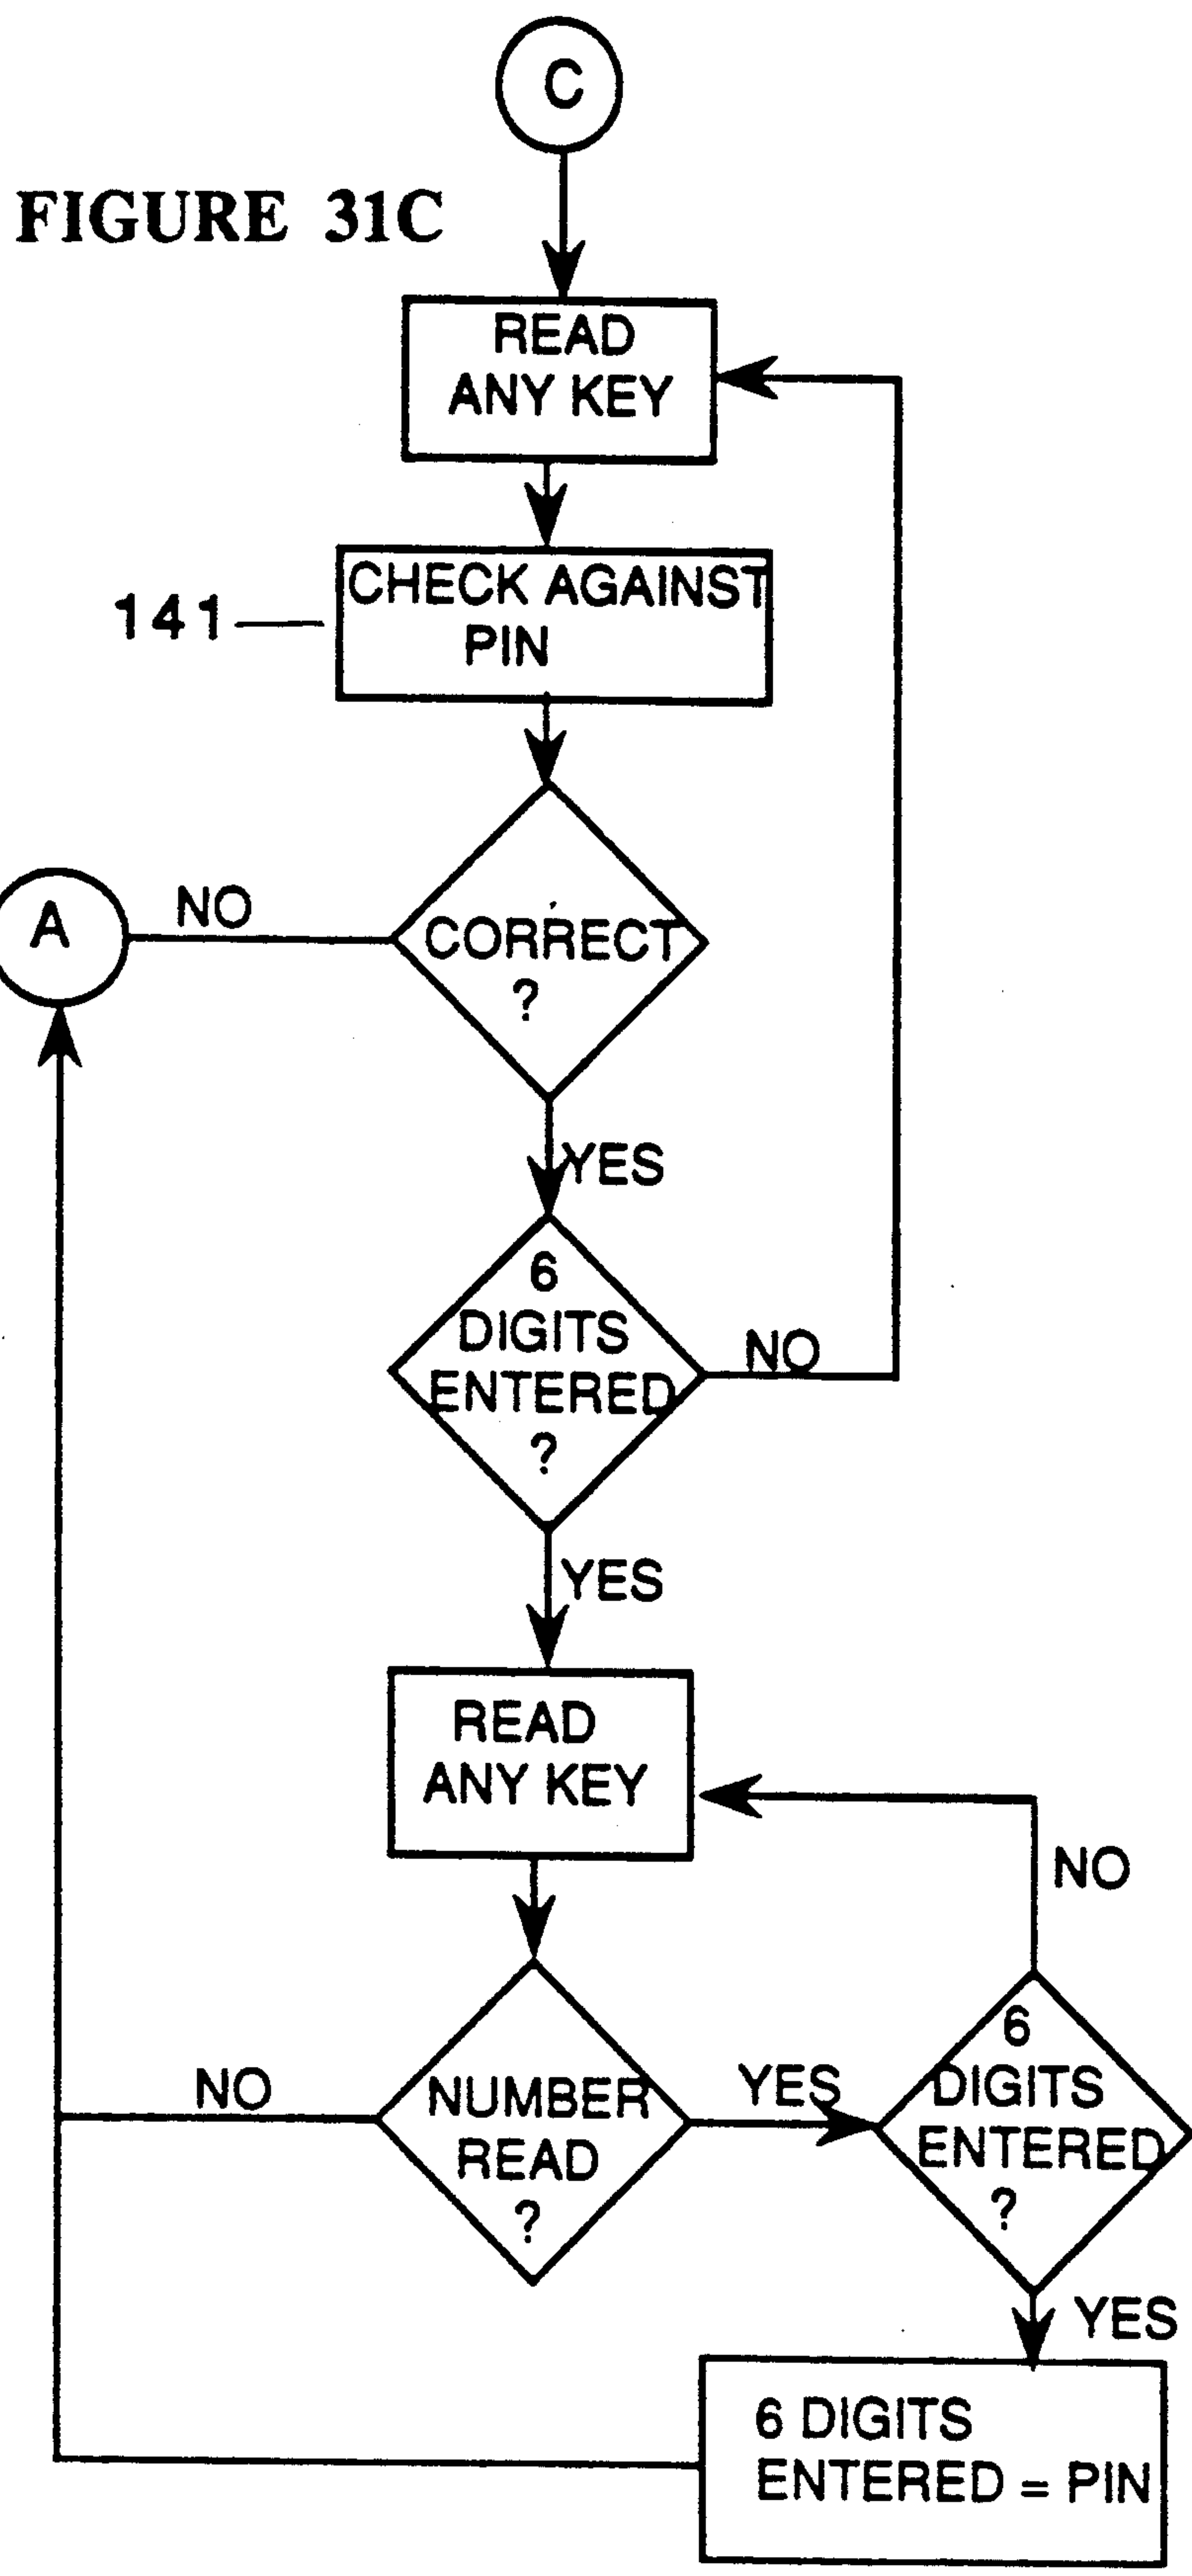 C
FIGURE 31C
READ
ANY KEY
141
CHECK AGAINST
PIN
A
NO
CORRECT
?
YES
6
DIGITS
ENTERED
?
NO
YES
READ
ANY KEY
NO
NO
NUMBER
READ
?
YES
6
DIGITS
ENTERED
?
YES
6 DIGITS
ENTERED = PIN